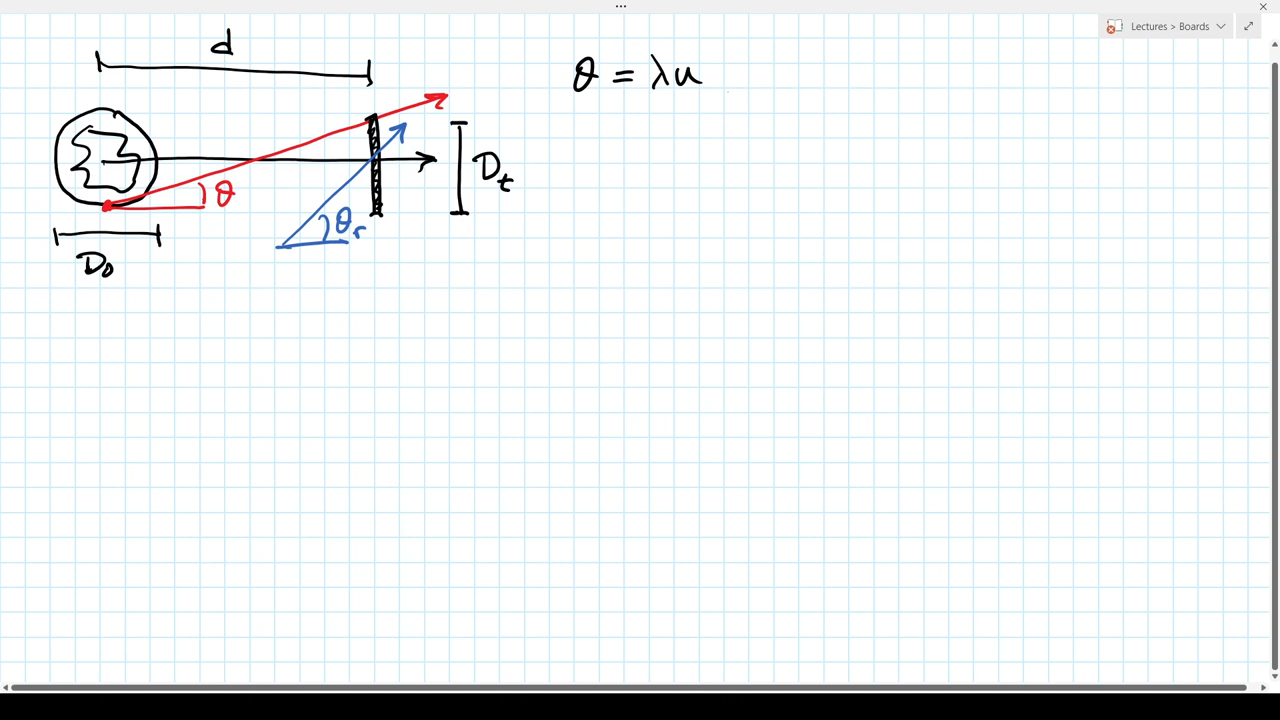 Lectures > Boards
d
θ = λu
D_t
θ
θ_r
D_0